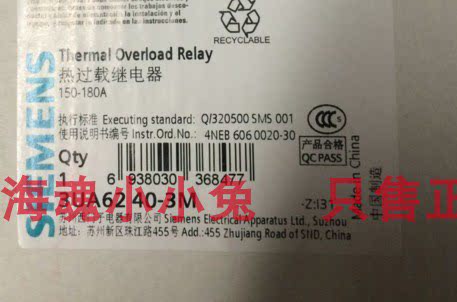 RECYCLABLE
SIEMENS
Thermal Overload Relay
热过载继电器
150-180A
执行标准 Executing standard: Q/320500 SMS 001
使用说明书编号 Instr.Ord.No.: 4NEB 606 0020-30
产品合格
QC PASS
Qty
1
6 938030 368477
3UA62 40-3M
海魂小小兔 只售正
Siemens Electrical Apparatus Ltd., Suzhou
地址: 苏州新区珠江路455号 Add.:455 Zhujiang Road of SND, China
Made in China
中国制造